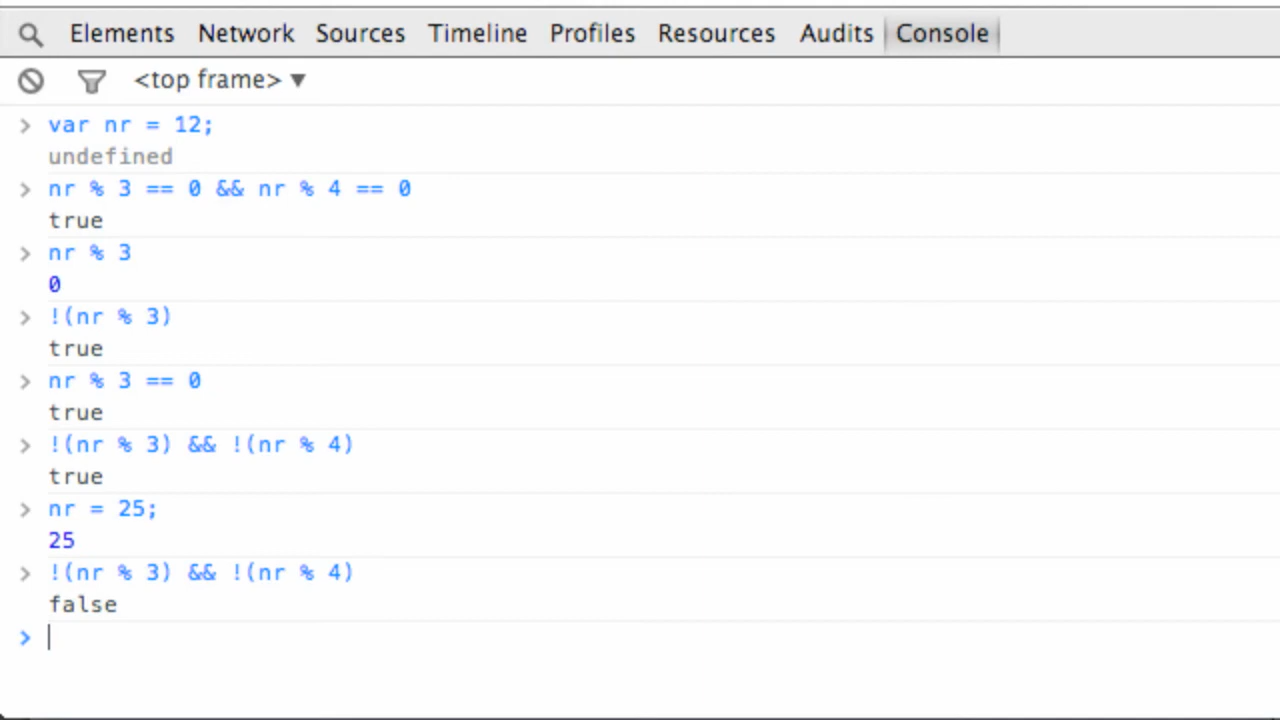 Elements Network Sources Timeline Profiles Resources Audits Console
<top frame> ▼
> var nr = 12;
undefined
> nr % 3 == 0 && nr % 4 == 0
true
> nr % 3
0
> !(nr % 3)
true
> nr % 3 == 0
true
> !(nr % 3) && !(nr % 4)
true
> nr = 25;
25
> !(nr % 3) && !(nr % 4)
false
>